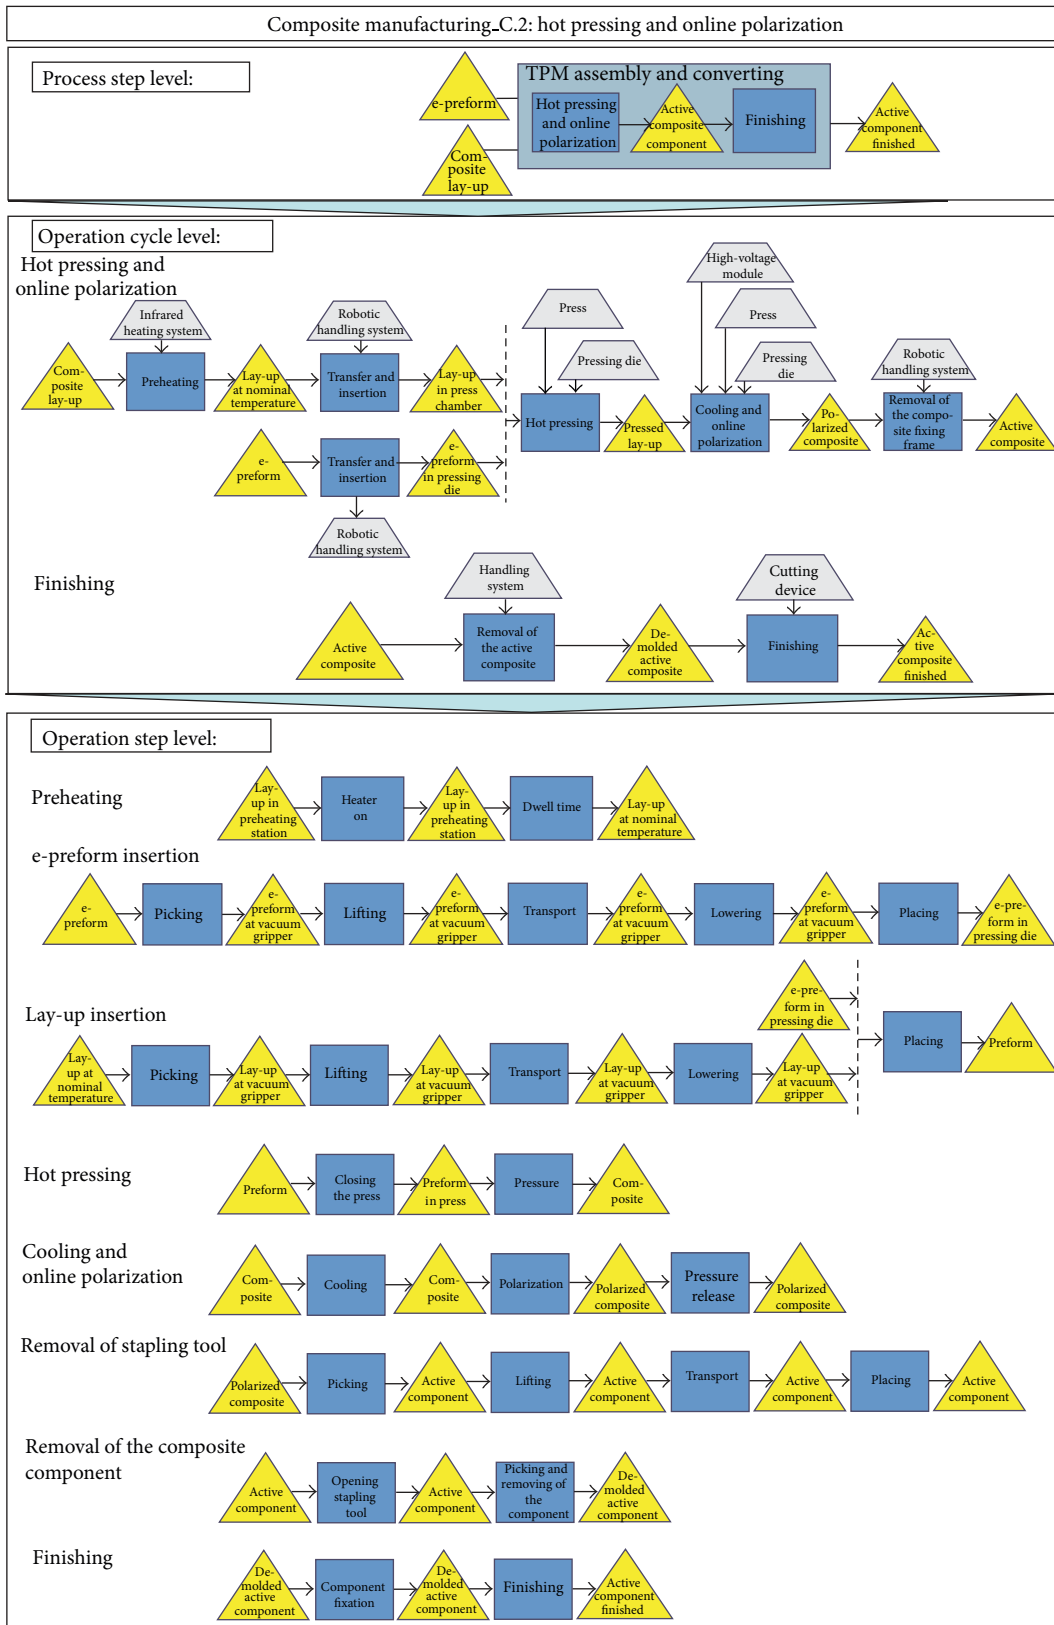 Composite manufacturing_C.2: hot pressing and online polarization
Process step level:
e-preform
Com-
posite
lay-up
TPM assembly and converting
Hot pressing
and online
polarization
Active
composite
component
Finishing
Active
component
finished
Operation cycle level:
Hot pressing and
online polarization
Infrared
heating system
Robotic
handling system
Com-
posite
lay-up
Preheating
Lay-up
at nominal
temperature
Transfer and
insertion
Lay-up
in press
chamber
e-
preform
Transfer and
insertion
e-
preform
in pressing
die
Robotic
handling system
Press
Pressing die
Hot pressing
Pressed
lay-up
High-voltage
module
Press
Pressing
die
Cooling and
online
polarization
Po-
larized
composite
Robotic
handling system
Removal of
the compo-
site fixing
frame
Active
composite
Finishing
Handling
system
Cutting
device
Active
composite
Removal of
the active
composite
De-
molded
active
composite
Finishing
Ac-
tive
composite
finished
Operation step level:
Preheating
Lay-
up in
preheating
station
Heater
on
Lay-
up in
preheating
station
Dwell time
Lay-up
at nominal
temperature
e-preform insertion
e-
preform
Picking
e-
preform
at vacuum
gripper
Lifting
e-
preform
at vacuum
gripper
Transport
e-
preform
at vacuum
gripper
Lowering
e-
preform
at vacuum
gripper
Placing
e-pre-
form in
pressing die
Lay-up insertion
Lay-
up at
nominal
temperature
Picking
Lay-up
at vacuum
gripper
Lifting
Lay-up
at vacuum
gripper
Transport
Lay-up
at vacuum
gripper
Lowering
Lay-up
at vacuum
gripper
e-pre-
form in
pressing die
Placing
Preform
Hot pressing
Preform
Closing
the press
Preform
in press
Pressure
Com-
posite
Cooling and
online polarization
Com-
posite
Cooling
Com-
posite
Polarization
Polarized
composite
Pressure
release
Polarized
composite
Removal of stapling tool
Polarized
composite
Picking
Active
component
Lifting
Active
component
Transport
Active
component
Placing
Active
component
Removal of the composite
component
Active
component
Opening
stapling
tool
Active
component
Picking and
removing of
the
component
De-
molded
active
component
Finishing
De-
molded
active
component
Component
fixation
De-
molded
active
component
Finishing
Active
component
finished